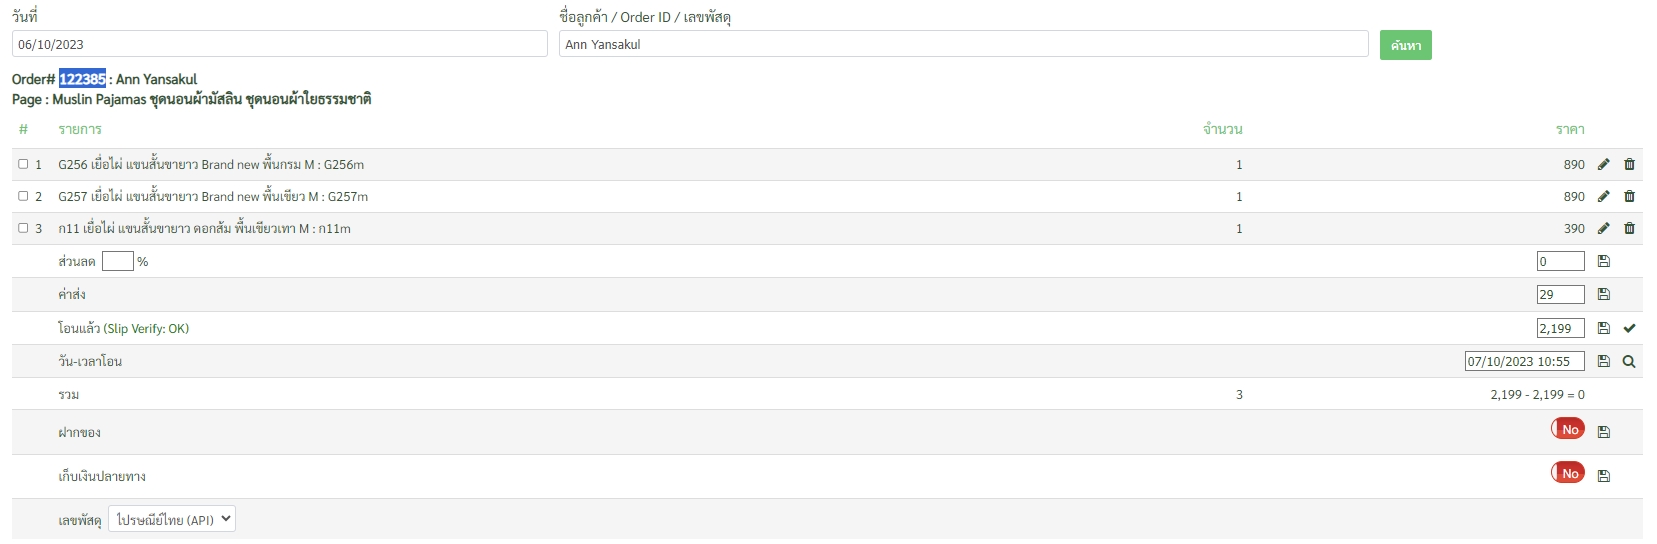 วันที่ ชื่อลูกค้า / Order ID / เลขพัสดุ
06/10/2023 Ann Yansakul ค้นหา
Order# 122385 : Ann Yansakul
Page : Muslin Pajamas ชุดนอนผ้ามัสลิน ชุดนอนผ้าใยธรรมชาติ
# รายการ จำนวน ราคา
1 G256 เยื่อไผ่ แขนสั้นขายาว Brand new พื้นกรม M : G256m 1 890
2 G257 เยื่อไผ่ แขนสั้นขายาว Brand new พื้นเขียว M : G257m 1 890
3 ก11 เยื่อไผ่ แขนสั้นขายาว ดอกส้ม พื้นเขียวเทา M : ก11m 1 390
ส่วนลด % 0
ค่าส่ง 29
โอนแล้ว (Slip Verify: OK) 2,199
วัน-เวลาโอน 07/10/2023 10:55
รวม 3 2,199 - 2,199 = 0
ฝากของ No
เก็บเงินปลายทาง No
เลขพัสดุ ไปรษณีย์ไทย (API)